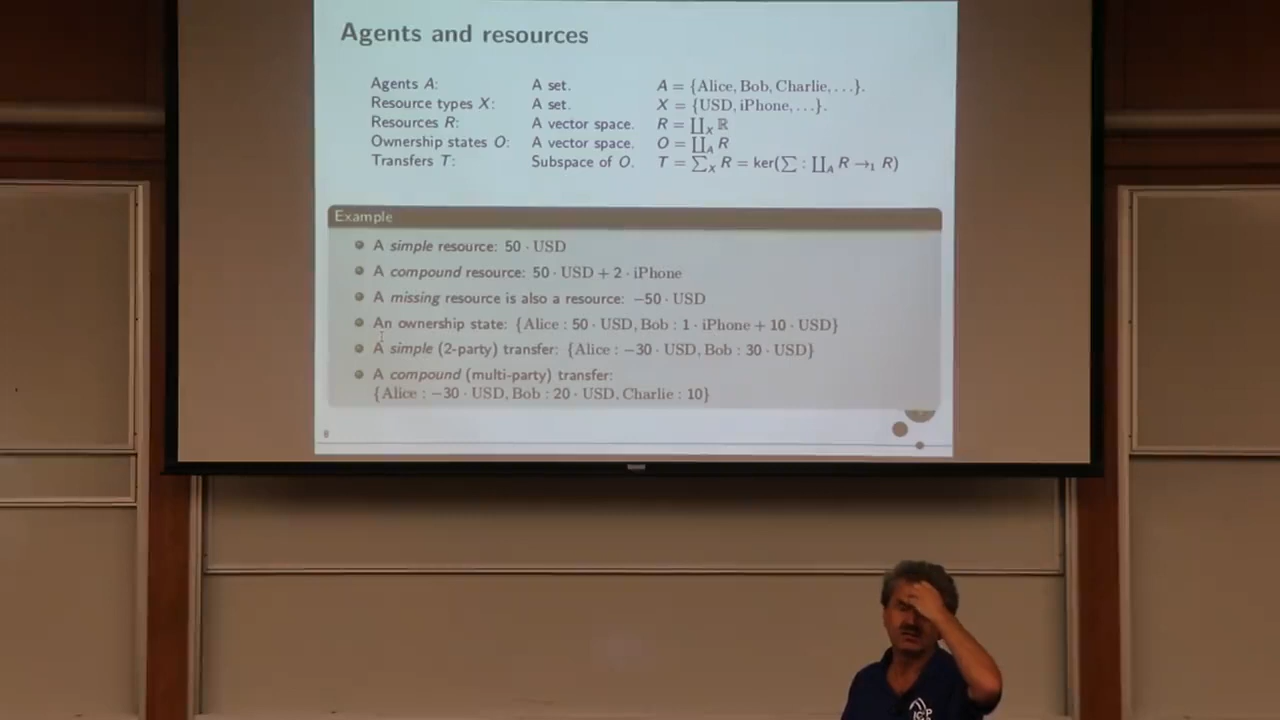 Agents and resources
Agents A: A set. A = {Alice, Bob, Charlie, ...}.
Resource types X: A set. X = {USD, iPhone, ...}.
Resources R: A vector space. R = ∐_X ℝ
Ownership states O: A vector space. O = ∐_A R
Transfers T: Subspace of O. T = ∑_X R = ker(∑ : ∐_A R →₁ R)
Example
A simple resource: 50 · USD
A compound resource: 50 · USD + 2 · iPhone
A missing resource is also a resource: −50 · USD
An ownership state: {Alice : 50 · USD, Bob : 1 · iPhone + 10 · USD}
A simple (2-party) transfer: {Alice : −30 · USD, Bob : 30 · USD}
A compound (multi-party) transfer:
{Alice : −30 · USD, Bob : 20 · USD, Charlie : 10}